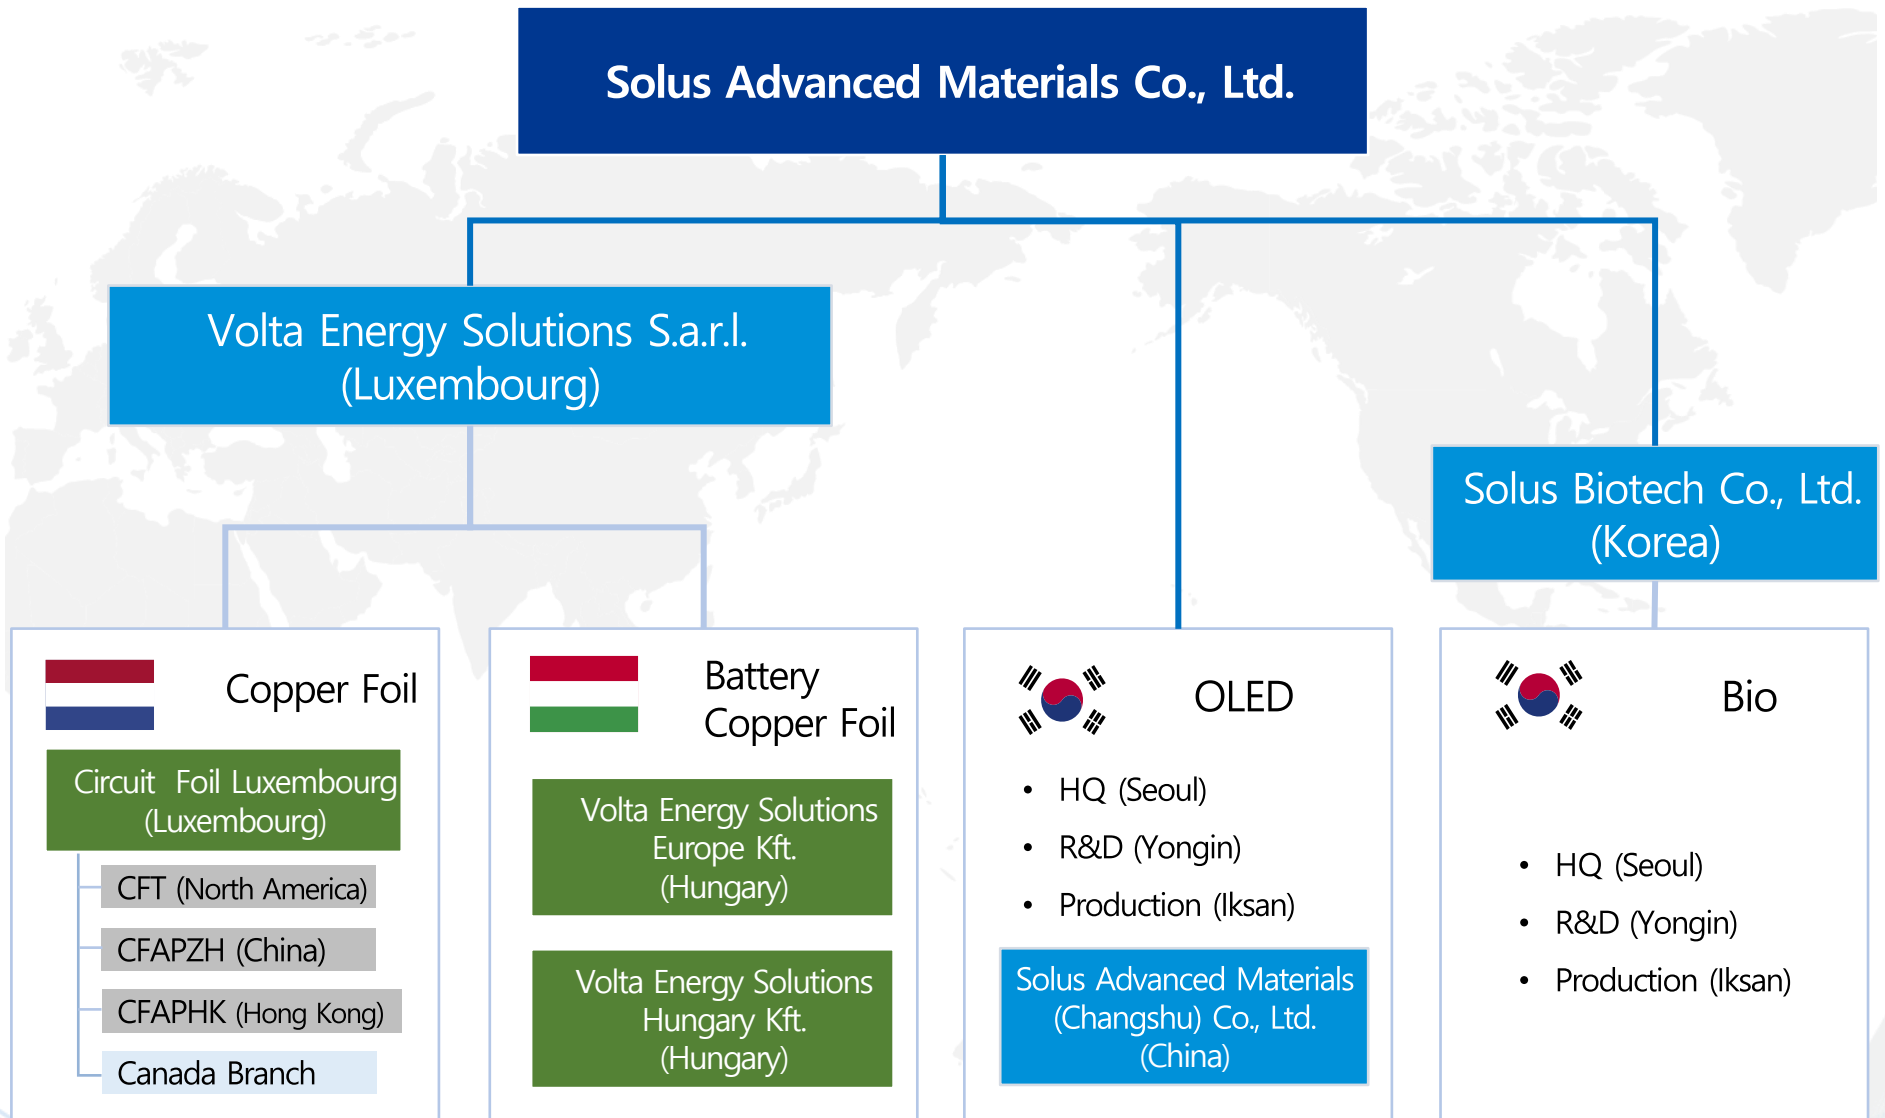 Solus Advanced Materials Co., Ltd.
Volta Energy Solutions S.a.r.l.
(Luxembourg)
Solus Biotech Co., Ltd.
(Korea)
Copper Foil
Circuit Foil Luxembourg
(Luxembourg)
CFT (North America)
CFAPZH (China)
CFAPHK (Hong Kong)
Canada Branch
Battery
Copper Foil
Volta Energy Solutions
Europe Kft.
(Hungary)
Volta Energy Solutions
Hungary Kft.
(Hungary)
OLED
• HQ (Seoul)
• R&D (Yongin)
• Production (Iksan)
Solus Advanced Materials
(Changshu) Co., Ltd.
(China)
Bio
• HQ (Seoul)
• R&D (Yongin)
• Production (Iksan)